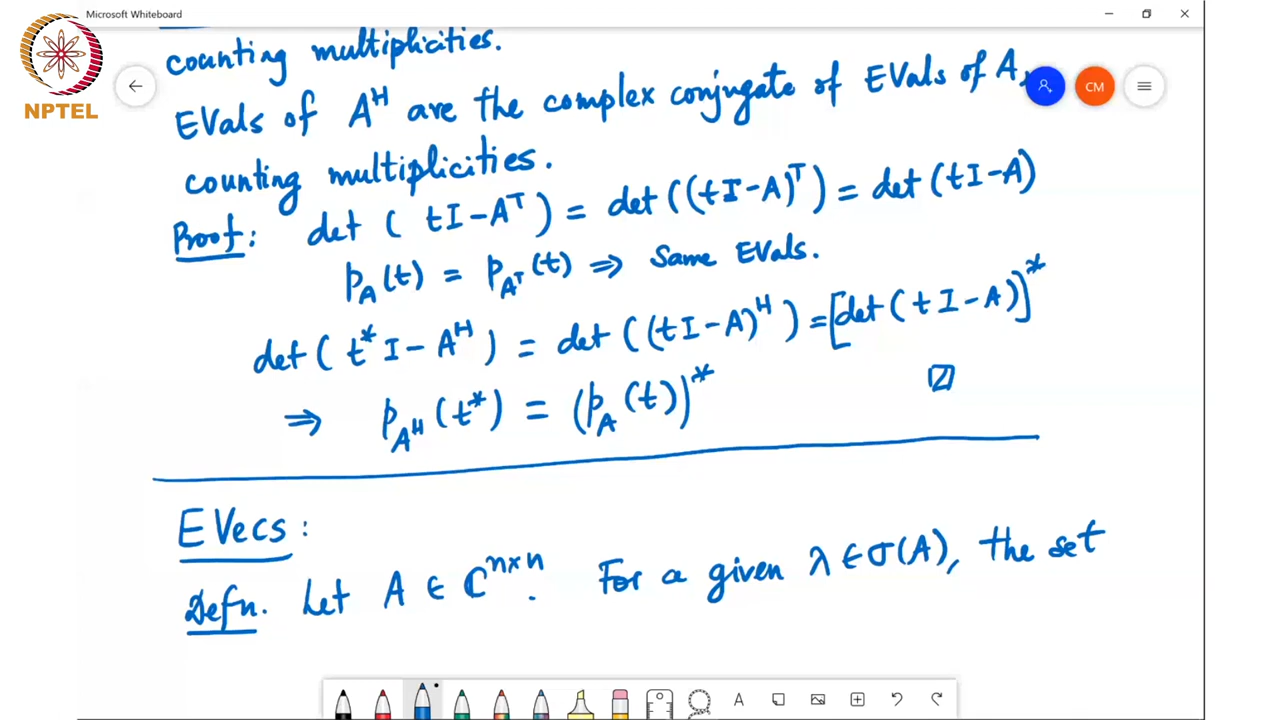 Microsoft Whiteboard
NPTEL
CM
counting multiplicities.
EVals of A^H are the complex conjugate of EVals of A,
counting multiplicities.
Proof: det ( tI-A^T ) = det ((tI-A)^T) = det (tI-A)
p_A(t) = p_{A^T}(t) ⇒ Same EVals.
det ( t*I - A^H ) = det ((tI-A)^H) = [det (tI-A)]*
⇒ p_{A^H}(t*) = (p_A(t))*
EVecs:
Defn. Let A ∈ ℂ^{n×n}. For a given λ ∈ σ(A), the set
A